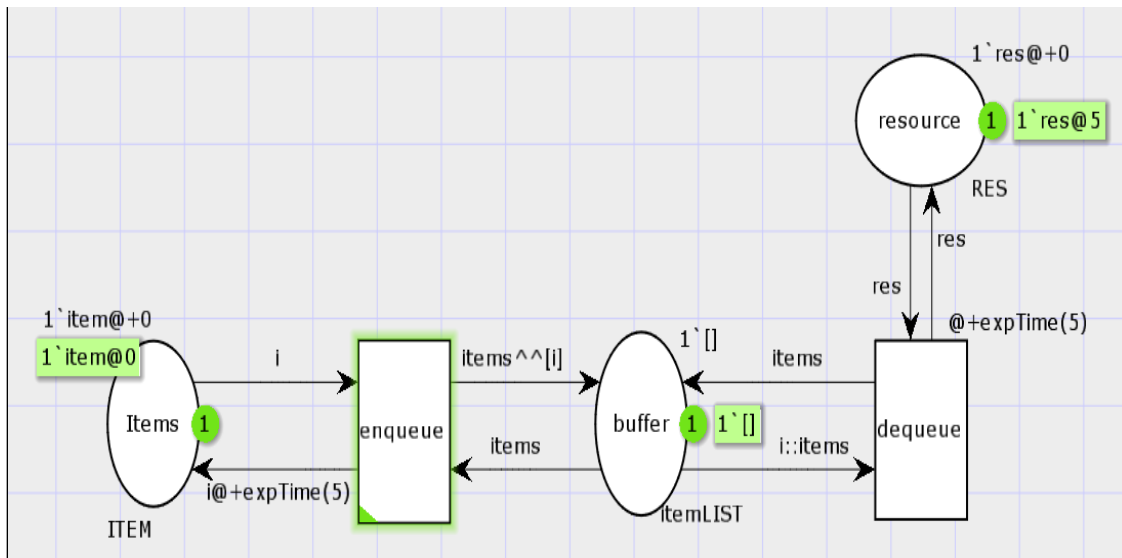 1`res@+0
resource
1
1`res@5
RES
res
res
1`item@+0
@+expTime(5)
1`item@0
i
items^^[i]
1`[]
items
Items
1
enqueue
buffer
1
1`[]
dequeue
items
i::items
i@+expTime(5)
itemLIST
ITEM